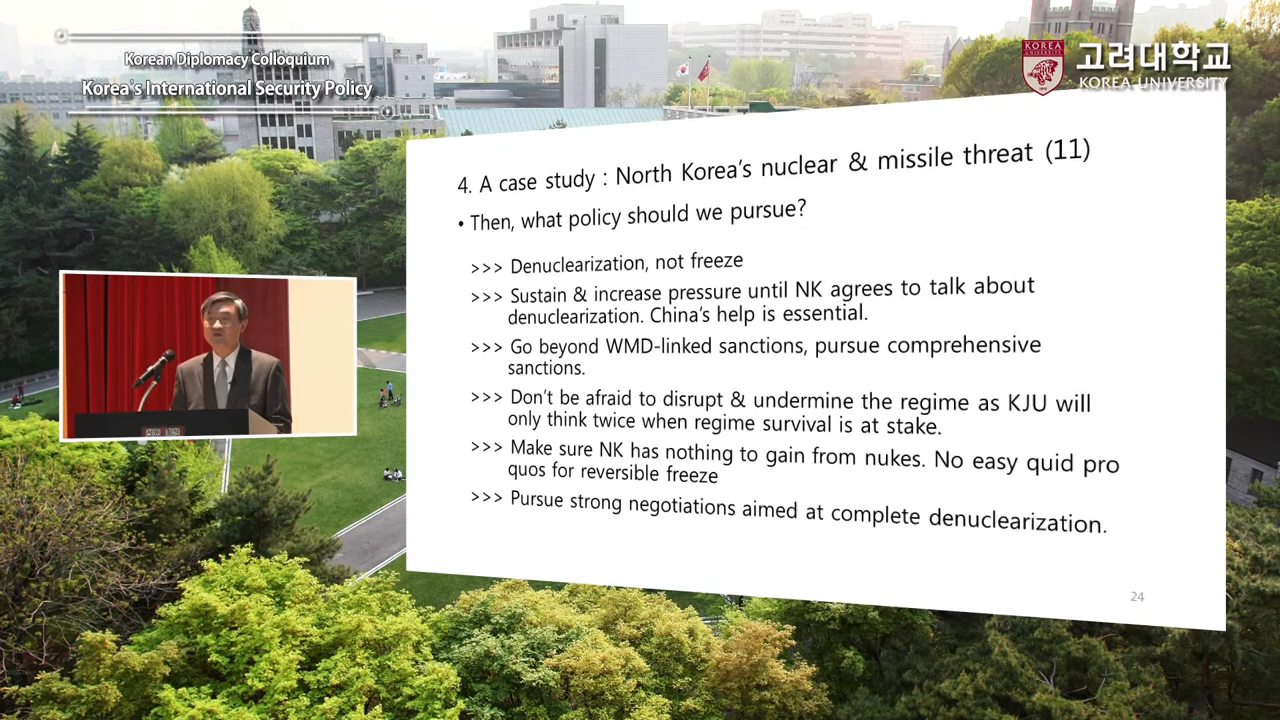 Korean Diplomacy Colloquium
Korea's International Security Policy
KOREA
UNIVERSITY
고려대학교
KOREA UNIVERSITY
4. A case study : North Korea's nuclear & missile threat (11)
• Then, what policy should we pursue?
>>> Denuclearization, not freeze
>>> Sustain & increase pressure until NK agrees to talk about
denuclearization. China's help is essential.
>>> Go beyond WMD-linked sanctions, pursue comprehensive
sanctions.
>>> Don't be afraid to disrupt & undermine the regime as KJU will
only think twice when regime survival is at stake.
>>> Make sure NK has nothing to gain from nukes. No easy quid pro
quos for reversible freeze
>>> Pursue strong negotiations aimed at complete denuclearization.
24